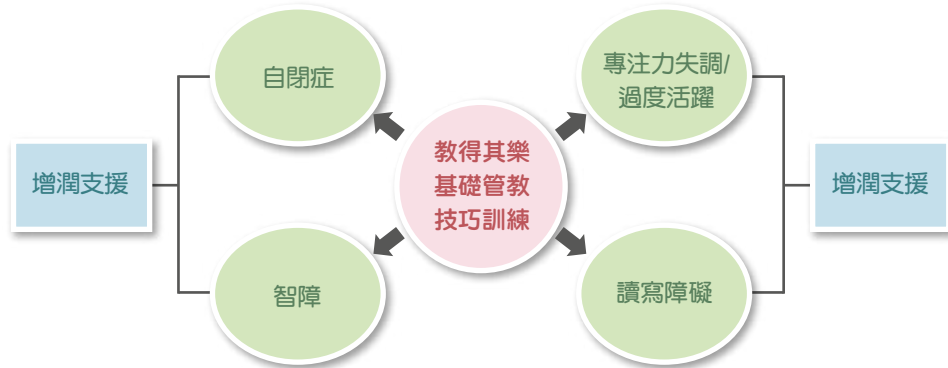 自閉症
專注力失調/
過度活躍
增潤支援
教得其樂
基礎管教
技巧訓練
增潤支援
智障
讀寫障礙